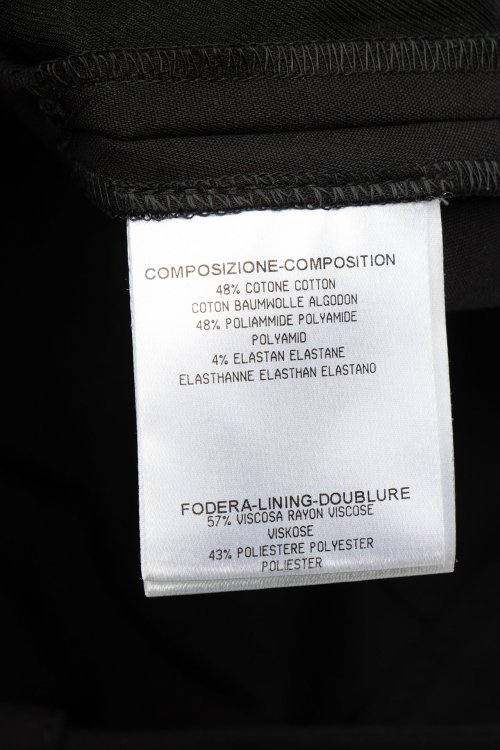 COMPOSIZIONE-COMPOSITION
48% COTONE COTTON
COTON BAUMWOLLE ALGODON
48% POLIAMMIDE POLYAMIDE
POLYAMID
4% ELASTAN ELASTANE
ELASTHANNE ELASTHAN ELASTANO
FODERA-LINING-DOUBLURE
57% VISCOSA RAYON VISCOSE
VISKOSE
43% POLIESTERE POLYESTER
POLIESTER